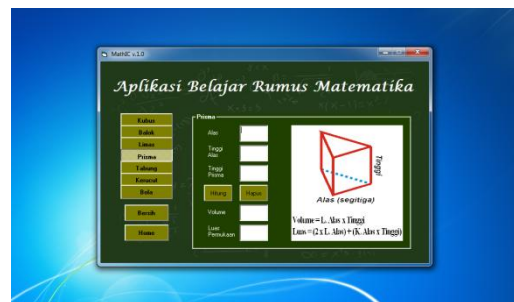 MathIC v.1.0
Aplikasi Belajar Rumus Matematika
Kubus
Balok
Limas
Prisma
Tabung
Kerucut
Bola
Bersih
Home
Prisma
Alas
Tinggi
Alas
Tinggi
Prisma
Hitung
Hapus
Volume
Luas
Permukaan
Tinggi
Alas (segitiga)
Volume = L. Alas x Tinggi
Luas = (2 x L. Alas) + (K. Alas x Tinggi)